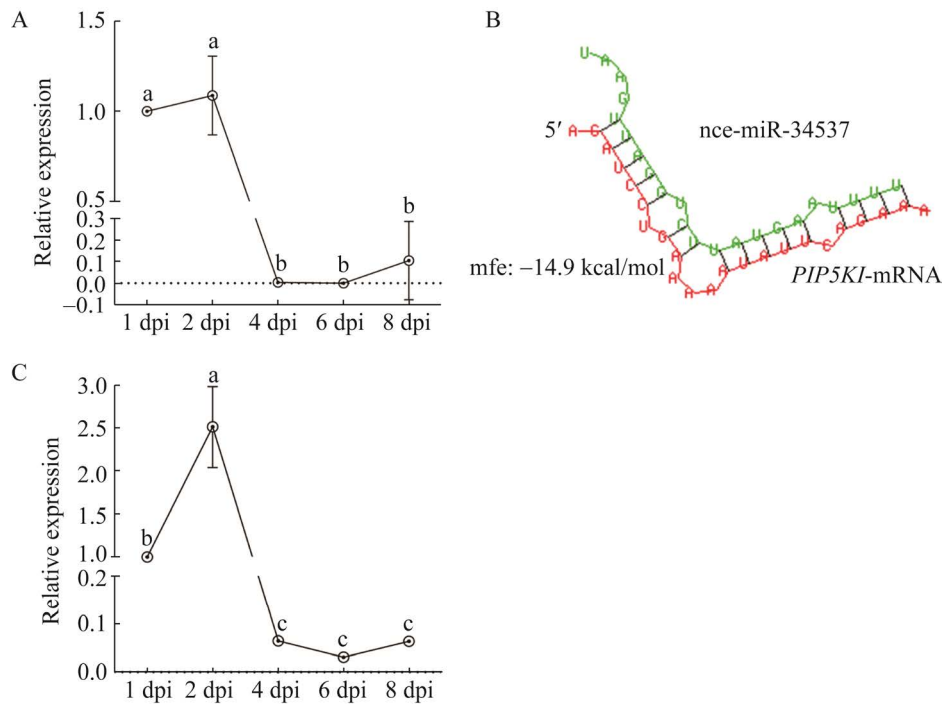 A
1.5
1.0
0.5
0.3
0.2
0.1
0.0
−0.1
Relative expression
a
a
b
b
b
1 dpi 2 dpi 4 dpi 6 dpi 8 dpi
B
5′
nce-miR-34537
mfe: −14.9 kcal/mol
PIP5KI-mRNA
C
3.0
2.5
2.0
1.5
1.0
0.2
0.1
0.0
Relative expression
b
a
c
c
c
1 dpi 2 dpi 4 dpi 6 dpi 8 dpi